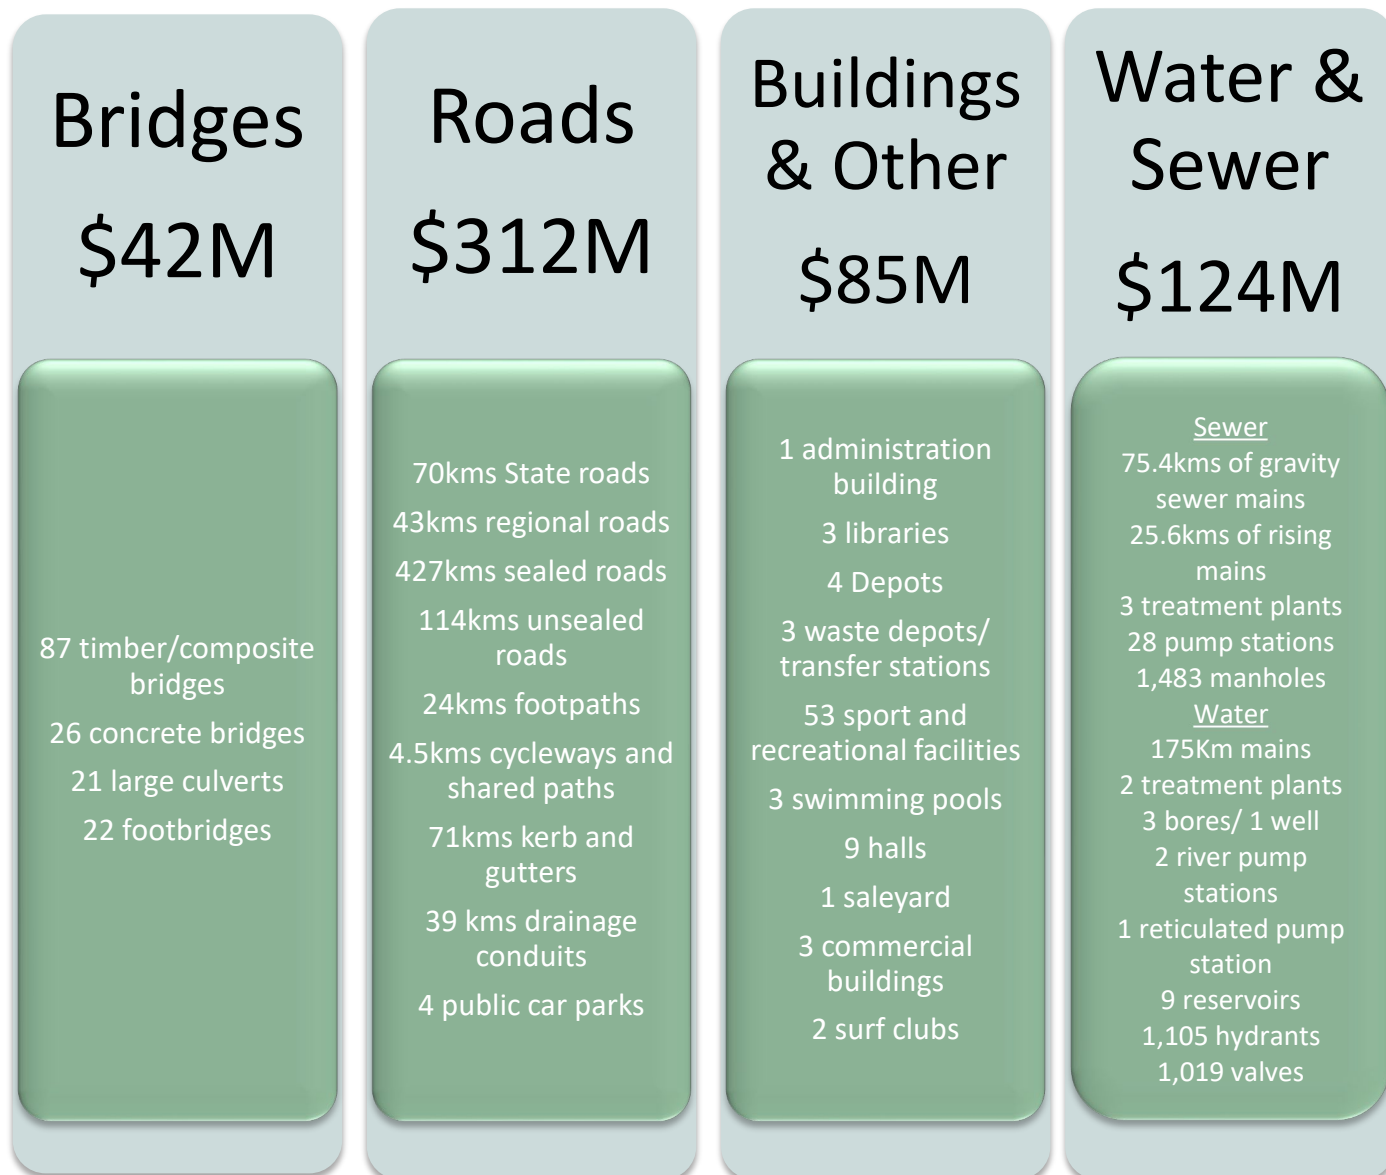 Bridges
$42M
87 timber/composite
bridges
26 concrete bridges
21 large culverts
22 footbridges
Roads
$312M
70kms State roads
43kms regional roads
427kms sealed roads
114kms unsealed
roads
24kms footpaths
4.5kms cycleways and
shared paths
71kms kerb and
gutters
39 kms drainage
conduits
4 public car parks
Buildings
& Other
$85M
1 administration
building
3 libraries
4 Depots
3 waste depots/
transfer stations
53 sport and
recreational facilities
3 swimming pools
9 halls
1 saleyard
3 commercial
buildings
2 surf clubs
Water &
Sewer
$124M
Sewer
75.4kms of gravity
sewer mains
25.6kms of rising
mains
3 treatment plants
28 pump stations
1,483 manholes
Water
175Km mains
2 treatment plants
3 bores/ 1 well
2 river pump
stations
1 reticulated pump
station
9 reservoirs
1,105 hydrants
1,019 valves